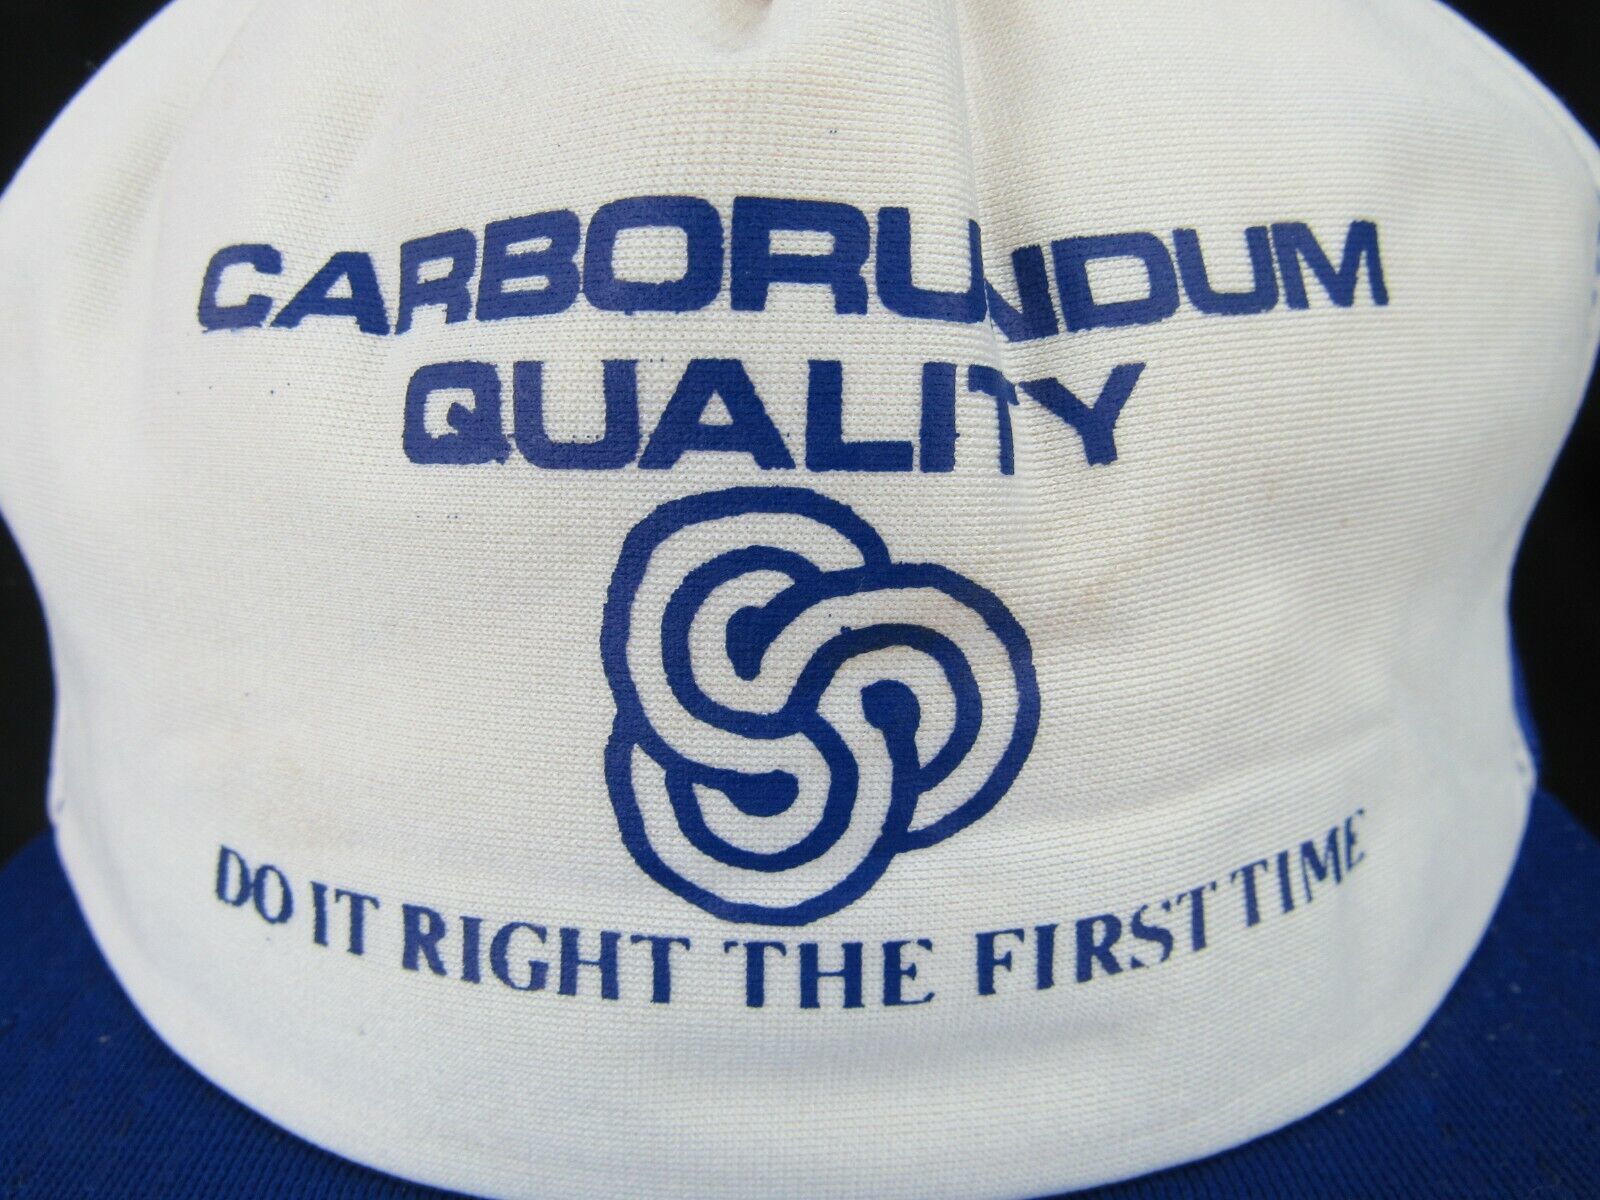 CARBORUNDUM
QUALITY
DO IT RIGHT THE FIRST TIME